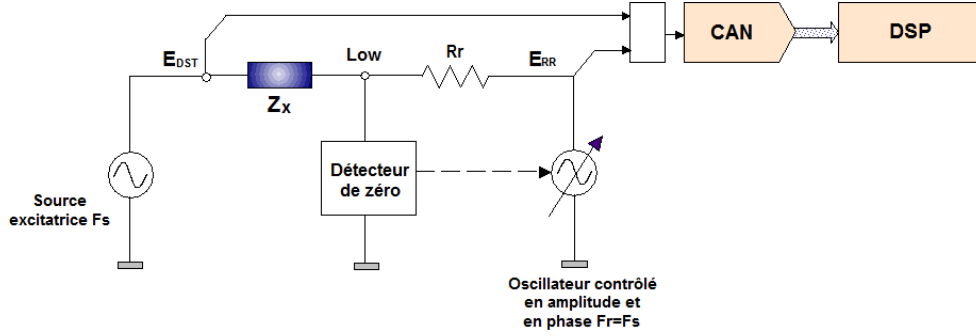 CAN
DSP
EDST
Low
Rr
ERR
Zx
Détecteur
de zéro
Source
excitatrice Fs
Oscillateur contrôlé
en amplitude et
en phase Fr=Fs